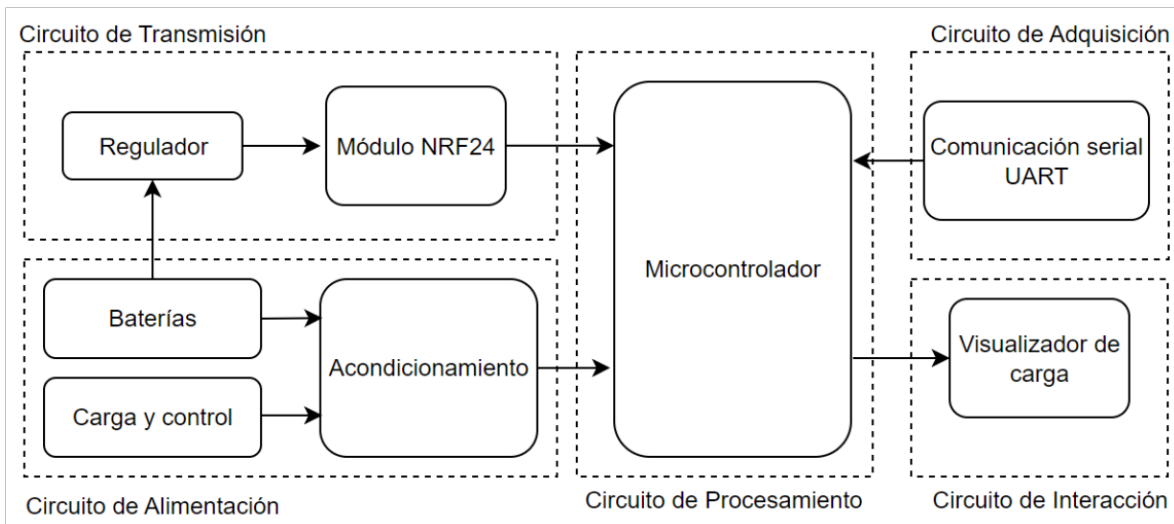 Circuito de Transmisión
Regulador
Módulo NRF24
Circuito de Adquisición
Comunicación serial
UART
Microcontrolador
Baterías
Carga y control
Acondicionamiento
Circuito de Alimentación
Circuito de Procesamiento
Visualizador de
carga
Circuito de Interacción